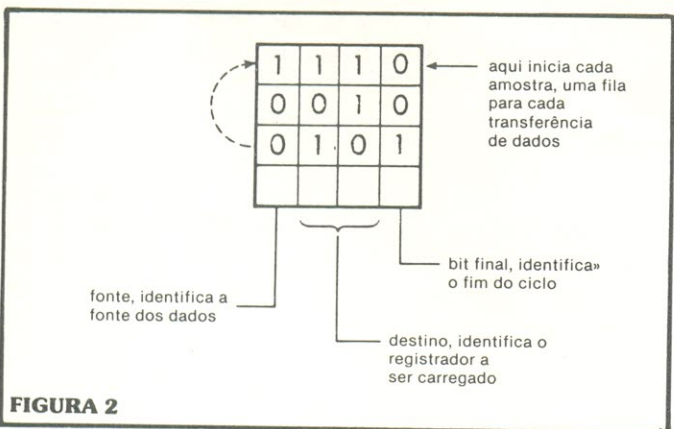 1 1 1 0
aqui inicia cada
amostra, uma fila
para cada
transferência
de dados
0 0 1 0
0 1 0 1
bit final, identifica»
o fim do ciclo
fonte, identifica a
fonte dos dados
destino, identifica o
registrador a
ser carregado
FIGURA 2